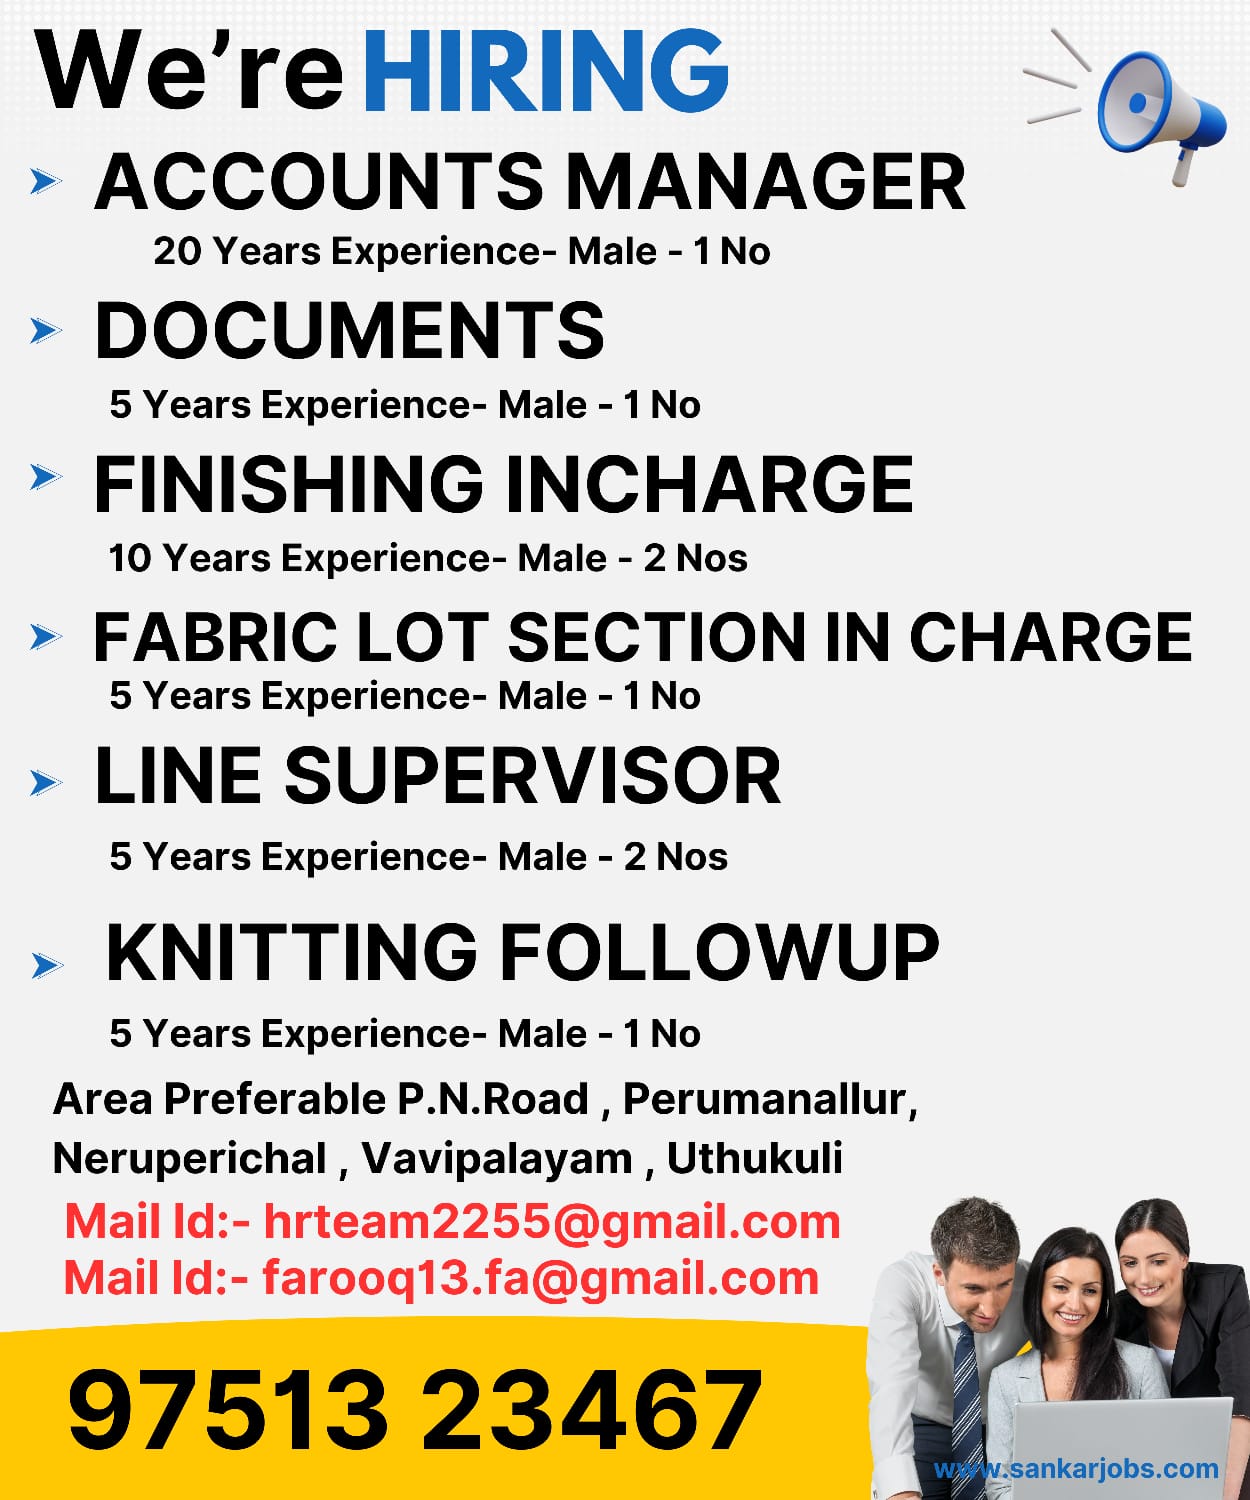 We're HIRING
ACCOUNTS MANAGER
20 Years Experience- Male - 1 No
DOCUMENTS
5 Years Experience- Male - 1 No
FINISHING INCHARGE
10 Years Experience- Male - 2 Nos
FABRIC LOT SECTION IN CHARGE
5 Years Experience- Male - 1 No
LINE SUPERVISOR
5 Years Experience- Male - 2 Nos
KNITTING FOLLOWUP
5 Years Experience- Male - 1 No
Area Preferable P.N.Road , Perumanallur,
Neruperichal , Vavipalayam , Uthukuli
Mail Id:- hrteam2255@gmail.com
Mail Id:- farooq13.fa@gmail.com
97513 23467
www.sankarjobs.com